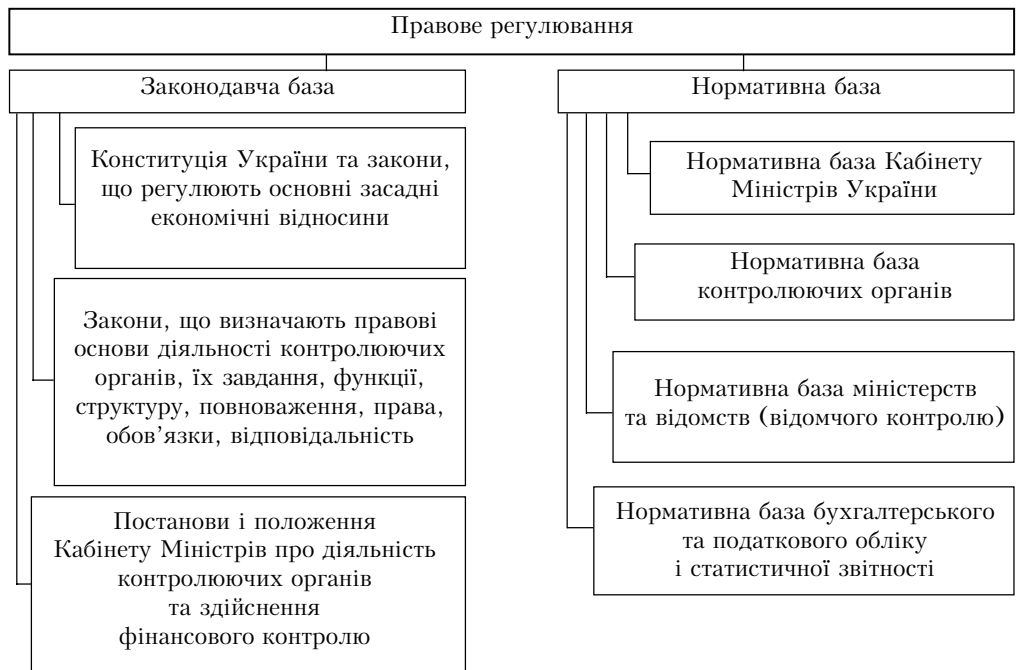 Правове регулювання
Законодавча база
Конституція України та закони,
що регулюють основні засадні
економічні відносини
Закони, що визначають правові
основи діяльності контролюючих
органів, їх завдання, функції,
структуру, повноваження, права,
обов’язки, відповідальність
Постанови і положення
Кабінету Міністрів про діяльність
контролюючих органів
та здійснення
фінансового контролю
Нормативна база
Нормативна база Кабінету
Міністрів України
Нормативна база
контролюючих органів
Нормативна база міністерств
та відомств (відомчого контролю)
Нормативна база бухгалтерського
та податкового обліку
і статистичної звітності